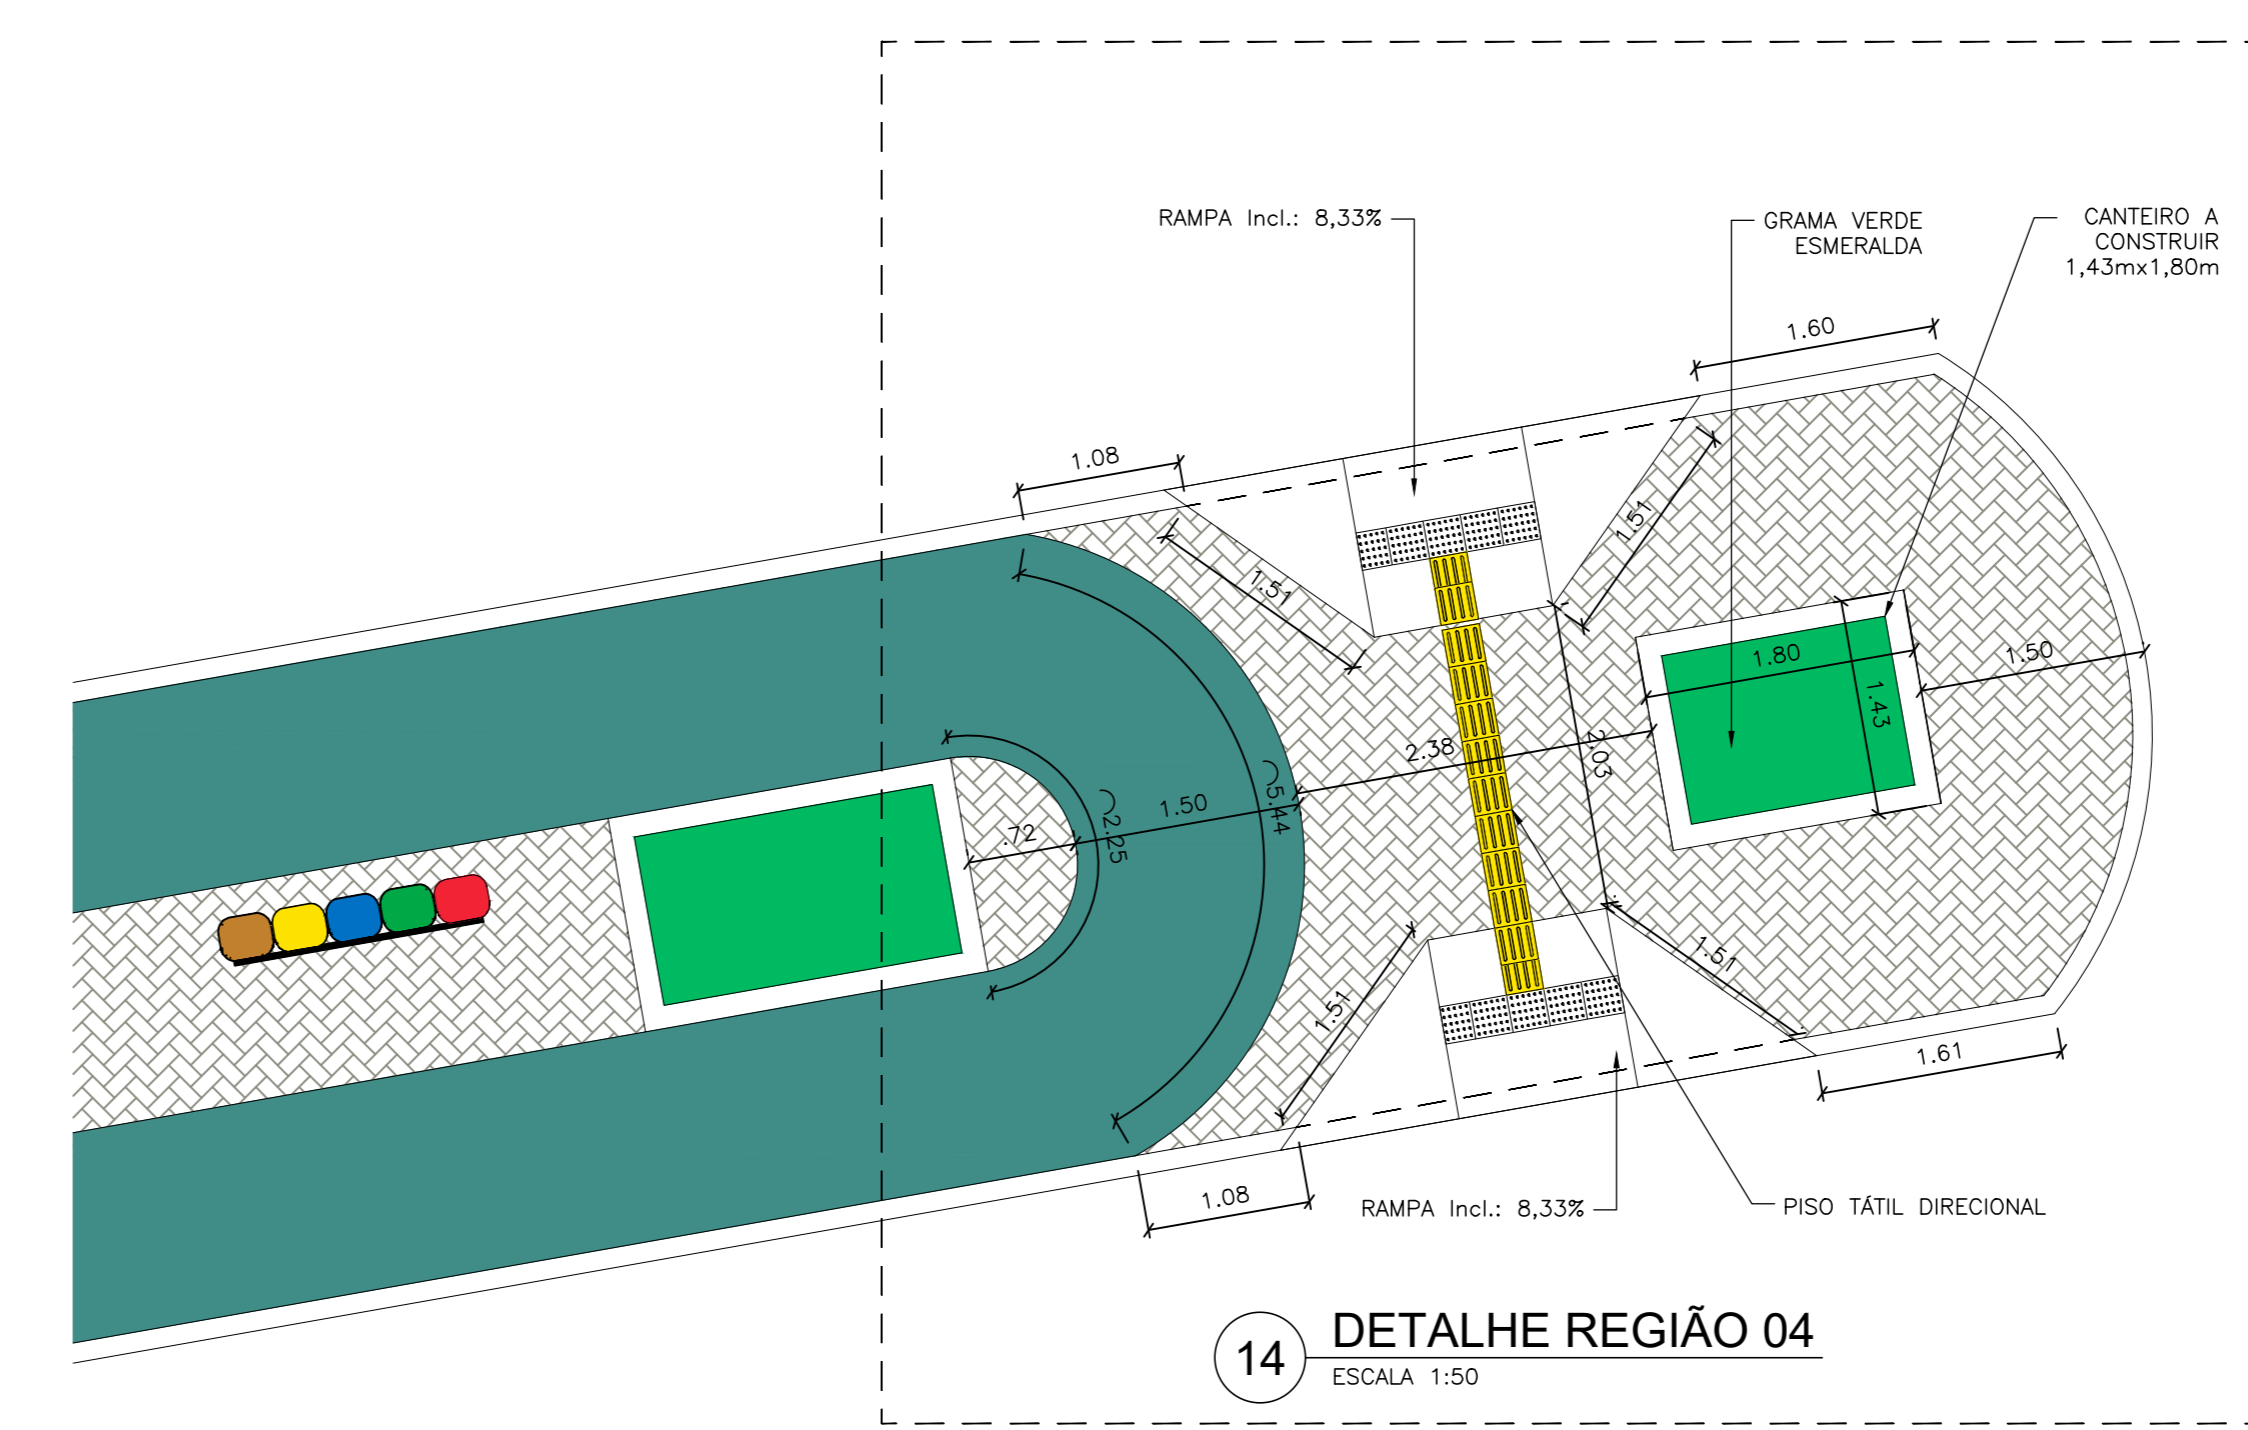 RAMPA Incl.: 8,33%
GRAMA VERDE
ESMERALDA
CANTEIRO A
CONSTRUIR
1,43mx1,80m
1.60
1.08
1.51
1.51
1.80
1.50
1.43
2.38
2.03
1.50
5.44
.72
2.25
1.51
1.51
1.61
1.08
RAMPA Incl.: 8,33%
PISO TÁTIL DIRECIONAL
14
DETALHE REGIÃO 04
ESCALA 1:50